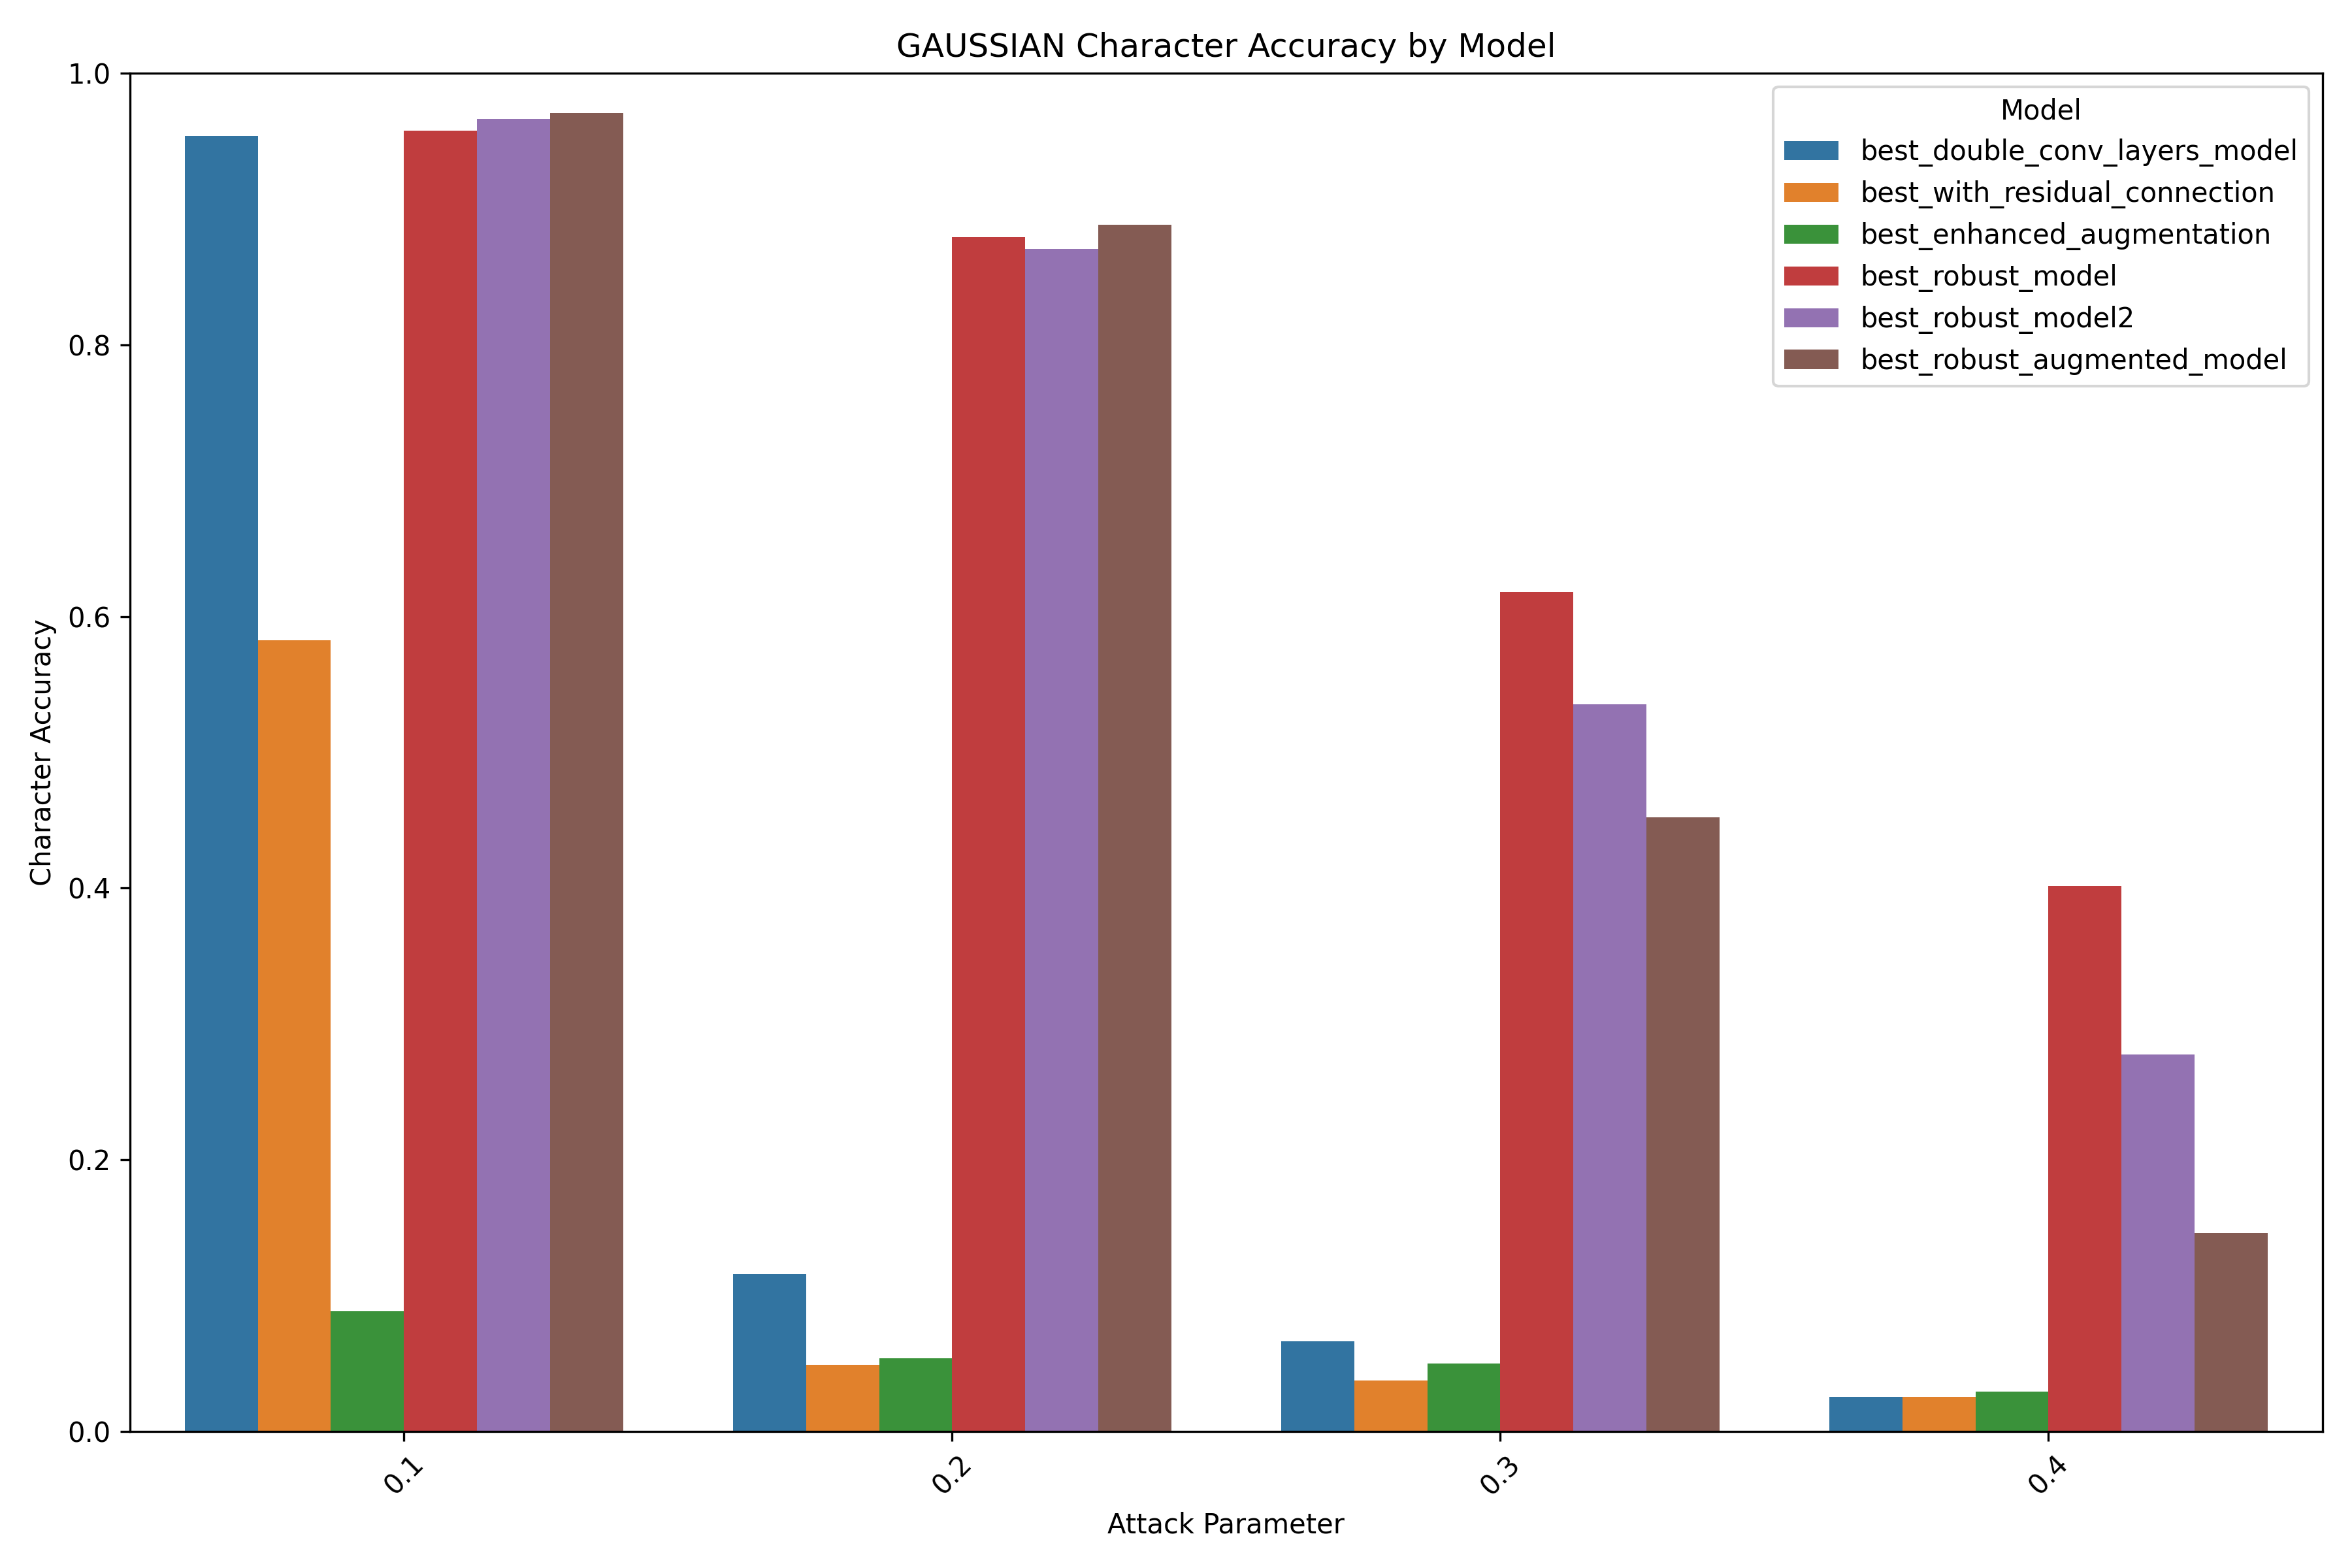 GAUSSIAN Character Accuracy by Model
Model
best_double_conv_layers_model
best_with_residual_connection
best_enhanced_augmentation
best_robust_model
best_robust_model2
best_robust_augmented_model
Character Accuracy
1.0
0.8
0.6
0.4
0.2
0.0
0.1
0.2
0.3
0.4
Attack Parameter